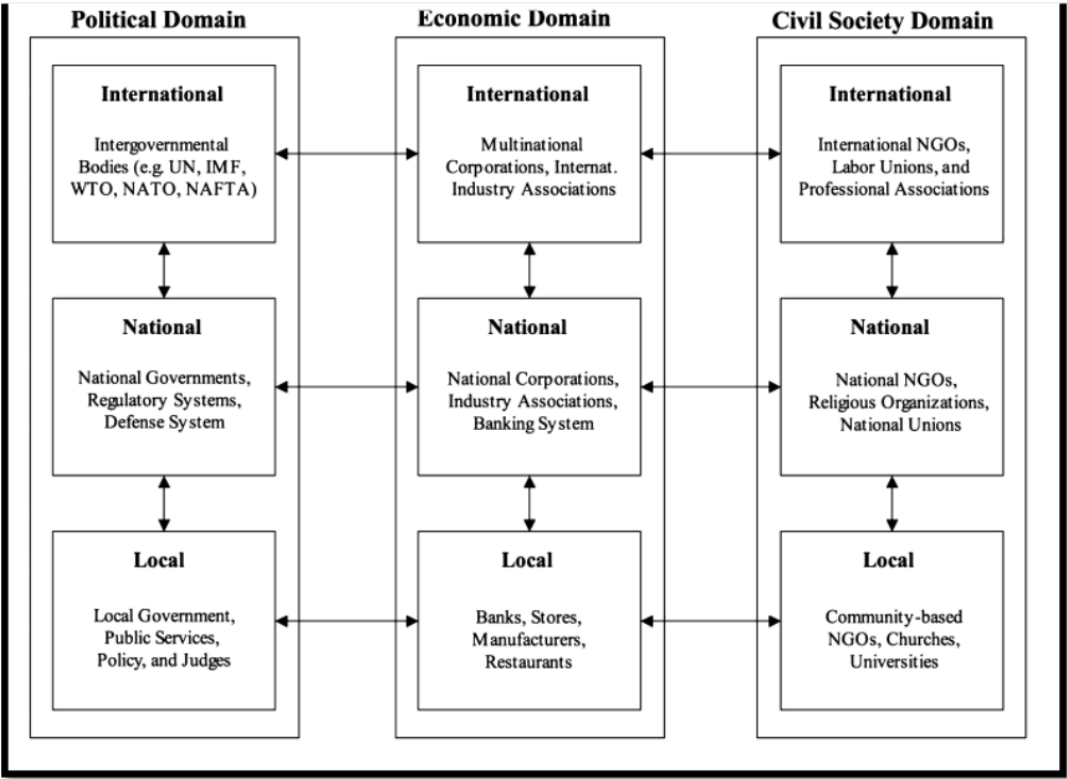 Political Domain
International
Intergovernmental
Bodies (e.g. UN, IMF,
WTO, NATO, NAFTA)
National
National Governments,
Regulatory Systems,
Defense System
Local
Local Government,
Public Services,
Policy, and Judges
Economic Domain
International
Multinational
Corporations, Internat.
Industry Associations
National
National Corporations,
Industry Associations,
Banking System
Local
Banks, Stores,
Manufacturers,
Restaurants
Civil Society Domain
International
International NGOs,
Labor Unions, and
Professional Associations
National
National NGOs,
Religious Organizations,
National Unions
Local
Community-based
NGOs, Churches,
Universities